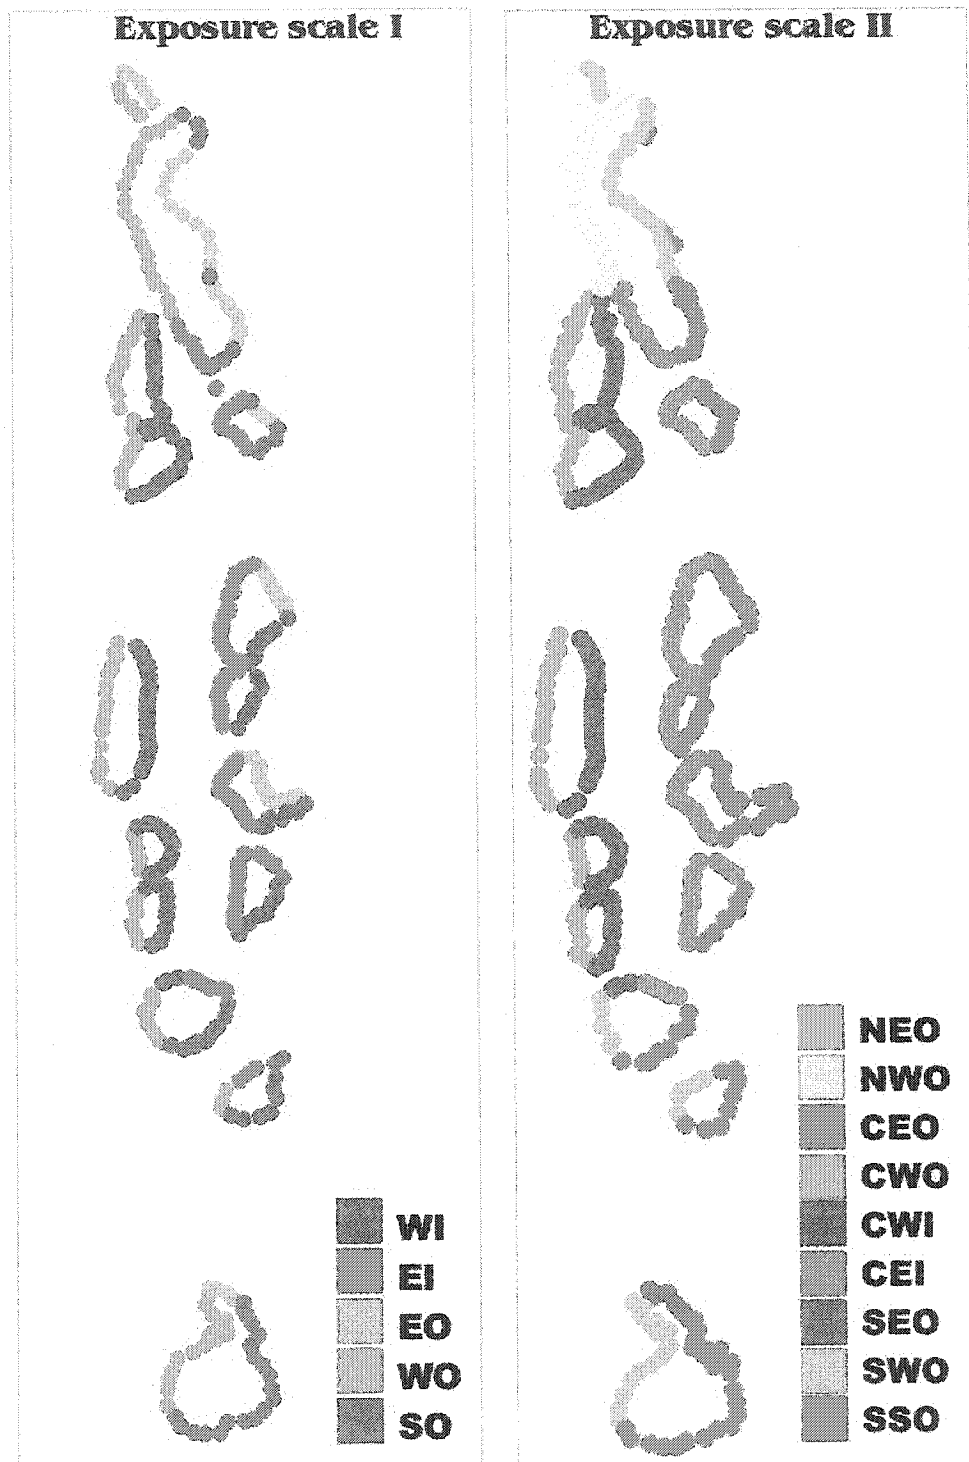 Exposure scale I
Exposure scale II
WI
EI
EO
WO
SO
NEO
NWO
CEO
CWO
CWI
CEI
SEO
SWO
SSO